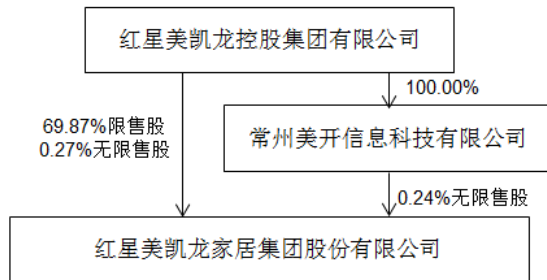 红星美凯龙控股集团有限公司
100.00%
69.87%限售股
0.27%无限售股
常州美开信息科技有限公司
0.24%无限售股
红星美凯龙家居集团股份有限公司